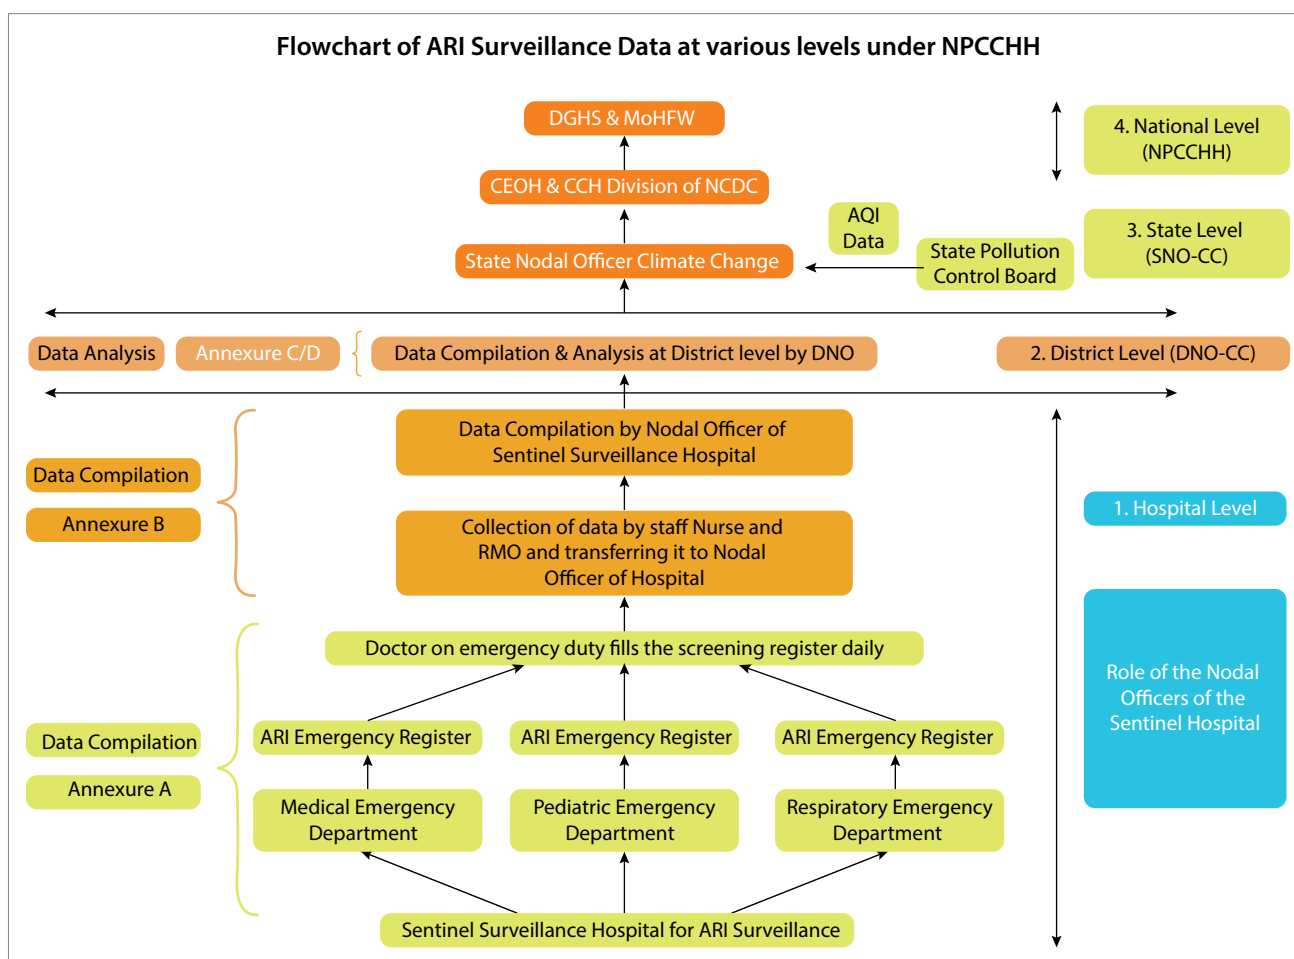 Flowchart of ARI Surveillance Data at various levels under NPCCHH
DGHS & MoHFW
4. National Level
(NPCCHH)
CEOH & CCH Division of NCDC
AQI
Data
3. State Level
(SNO-CC)
State Nodal Officer Climate Change
State Pollution
Control Board
Data Analysis
Annexure C/D
Data Compilation & Analysis at District level by DNO
2. District Level (DNO-CC)
Data Compilation by Nodal Officer of
Sentinel Surveillance Hospital
Data Compilation
Annexure B
1. Hospital Level
Collection of data by staff Nurse and
RMO and transferring it to Nodal
Officer of Hospital
Doctor on emergency duty fills the screening register daily
Role of the Nodal
Officers of the
Sentinel Hospital
Data Compilation
Annexure A
ARI Emergency Register
ARI Emergency Register
ARI Emergency Register
Medical Emergency
Department
Pediatric Emergency
Department
Respiratory Emergency
Department
Sentinel Surveillance Hospital for ARI Surveillance